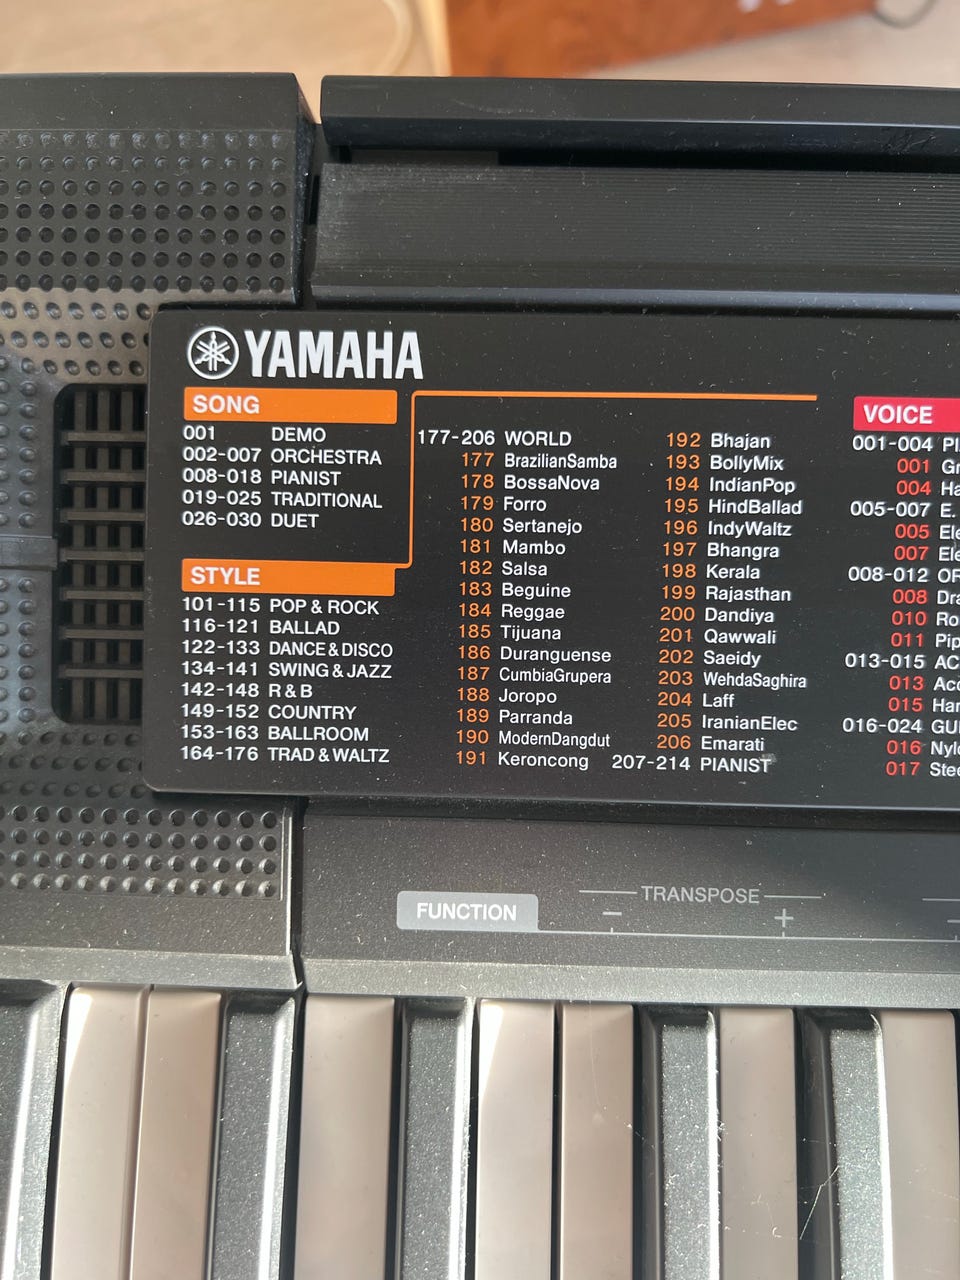 YAMAHA
SONG
001 DEMO
002-007 ORCHESTRA
008-018 PIANIST
019-025 TRADITIONAL
026-030 DUET
STYLE
101-115 POP & ROCK
116-121 BALLAD
122-133 DANCE & DISCO
134-141 SWING & JAZZ
142-148 R & B
149-152 COUNTRY
153-163 BALLROOM
164-176 TRAD & WALTZ
177-206 WORLD
177 BrazilianSamba
178 BossaNova
179 Forro
180 Sertanejo
181 Mambo
182 Salsa
183 Beguine
184 Reggae
185 Tijuana
186 Duranguense
187 CumbiaGrupera
188 Joropo
189 Parranda
190 ModernDangdut
191 Keroncong
192 Bhajan
193 BollyMix
194 IndianPop
195 HindBallad
196 IndyWaltz
197 Bhangra
198 Kerala
199 Rajasthan
200 Dandiya
201 Qawwali
202 Saeidy
203 WehdaSaghira
204 Laff
205 IranianElec
206 Emarati
207-214 PIANIST
VOICE
001-004
001
004
005-007 E.
005
007
008-012
008
010
011
013-015
013
015
016-024
016
017
FUNCTION
TRANSPOSE
− +